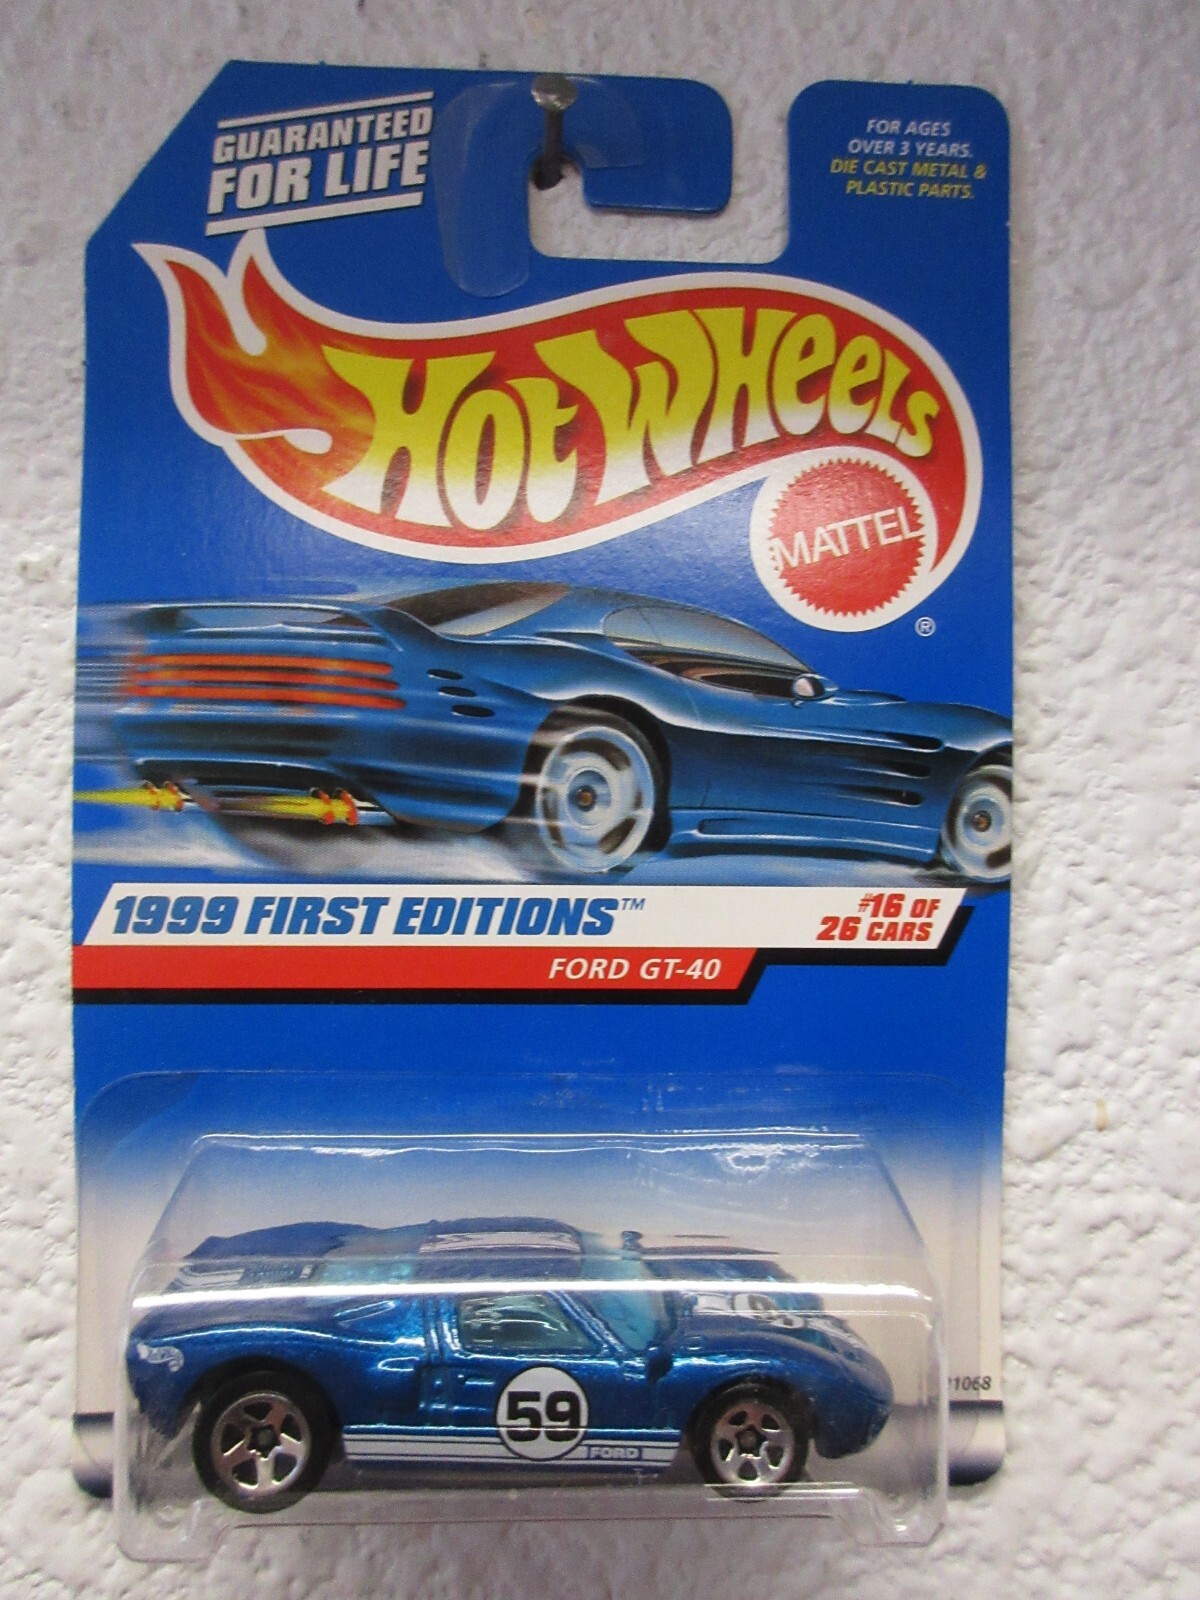 GUARANTEED
FOR LIFE
FOR AGES
OVER 3 YEARS.
DIE CAST METAL &
PLASTIC PARTS.
HOT WHEELS
MATTEL
®
1999 FIRST EDITIONS™
#16 OF
26 CARS
FORD GT-40
59
FORD